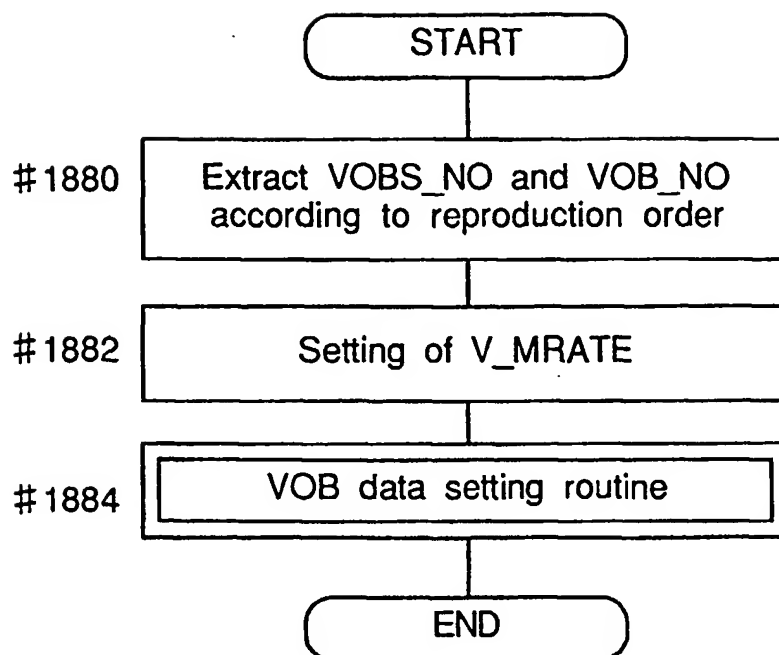 START
#1880
Extract VOBS_NO and VOB_NO
according to reproduction order
#1882
Setting of V_MRATE
#1884
VOB data setting routine
END